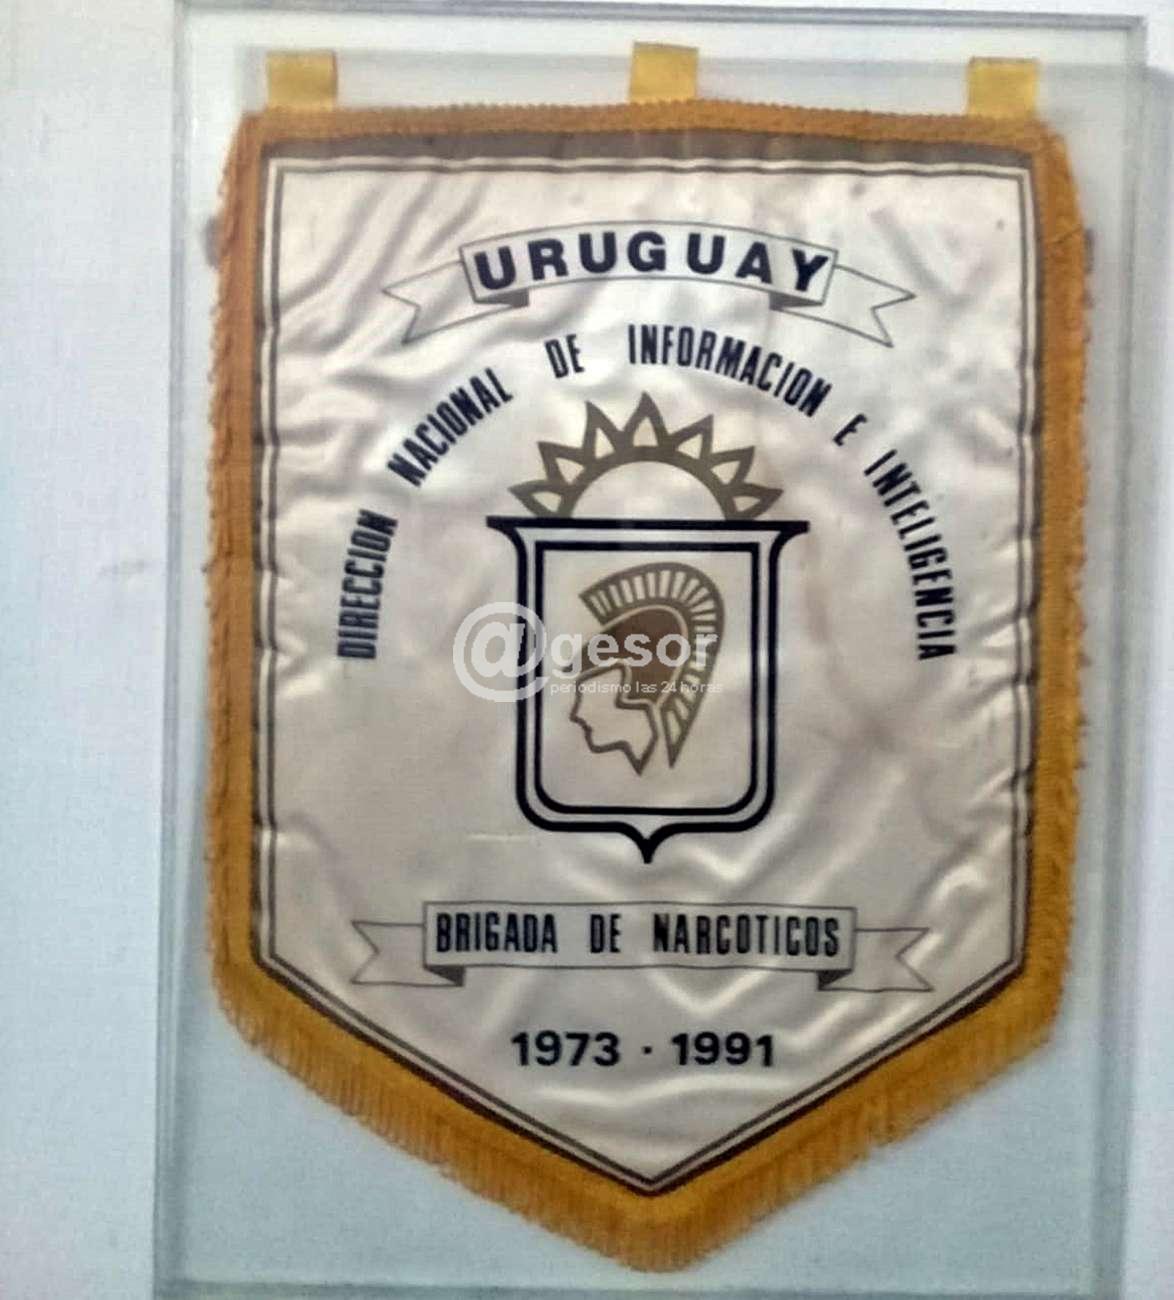 URUGUAY
DIRECCION NACIONAL DE INFORMACION E INTELIGENCIA
@gesor
periodismo las 24 horas
BRIGADA DE NARCOTICOS
1973 · 1991